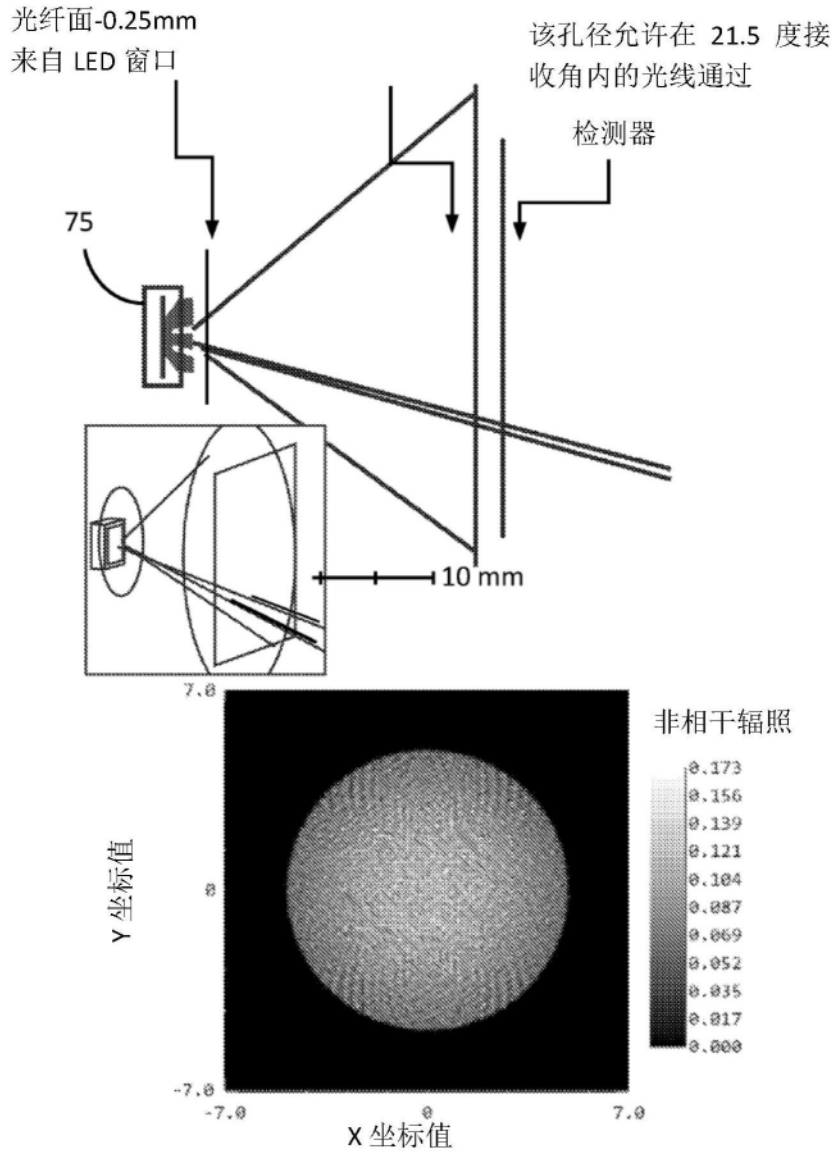 光纤面-0.25mm
来自 LED 窗口
该孔径允许在 21.5 度接
收角内的光线通过
检测器
75
10 mm
7.0
0
-7.0
Y 坐标值
-7.0
0
7.0
X 坐标值
非相干辐照
0.173
0.156
0.139
0.121
0.104
0.087
0.069
0.052
0.035
0.017
0.000